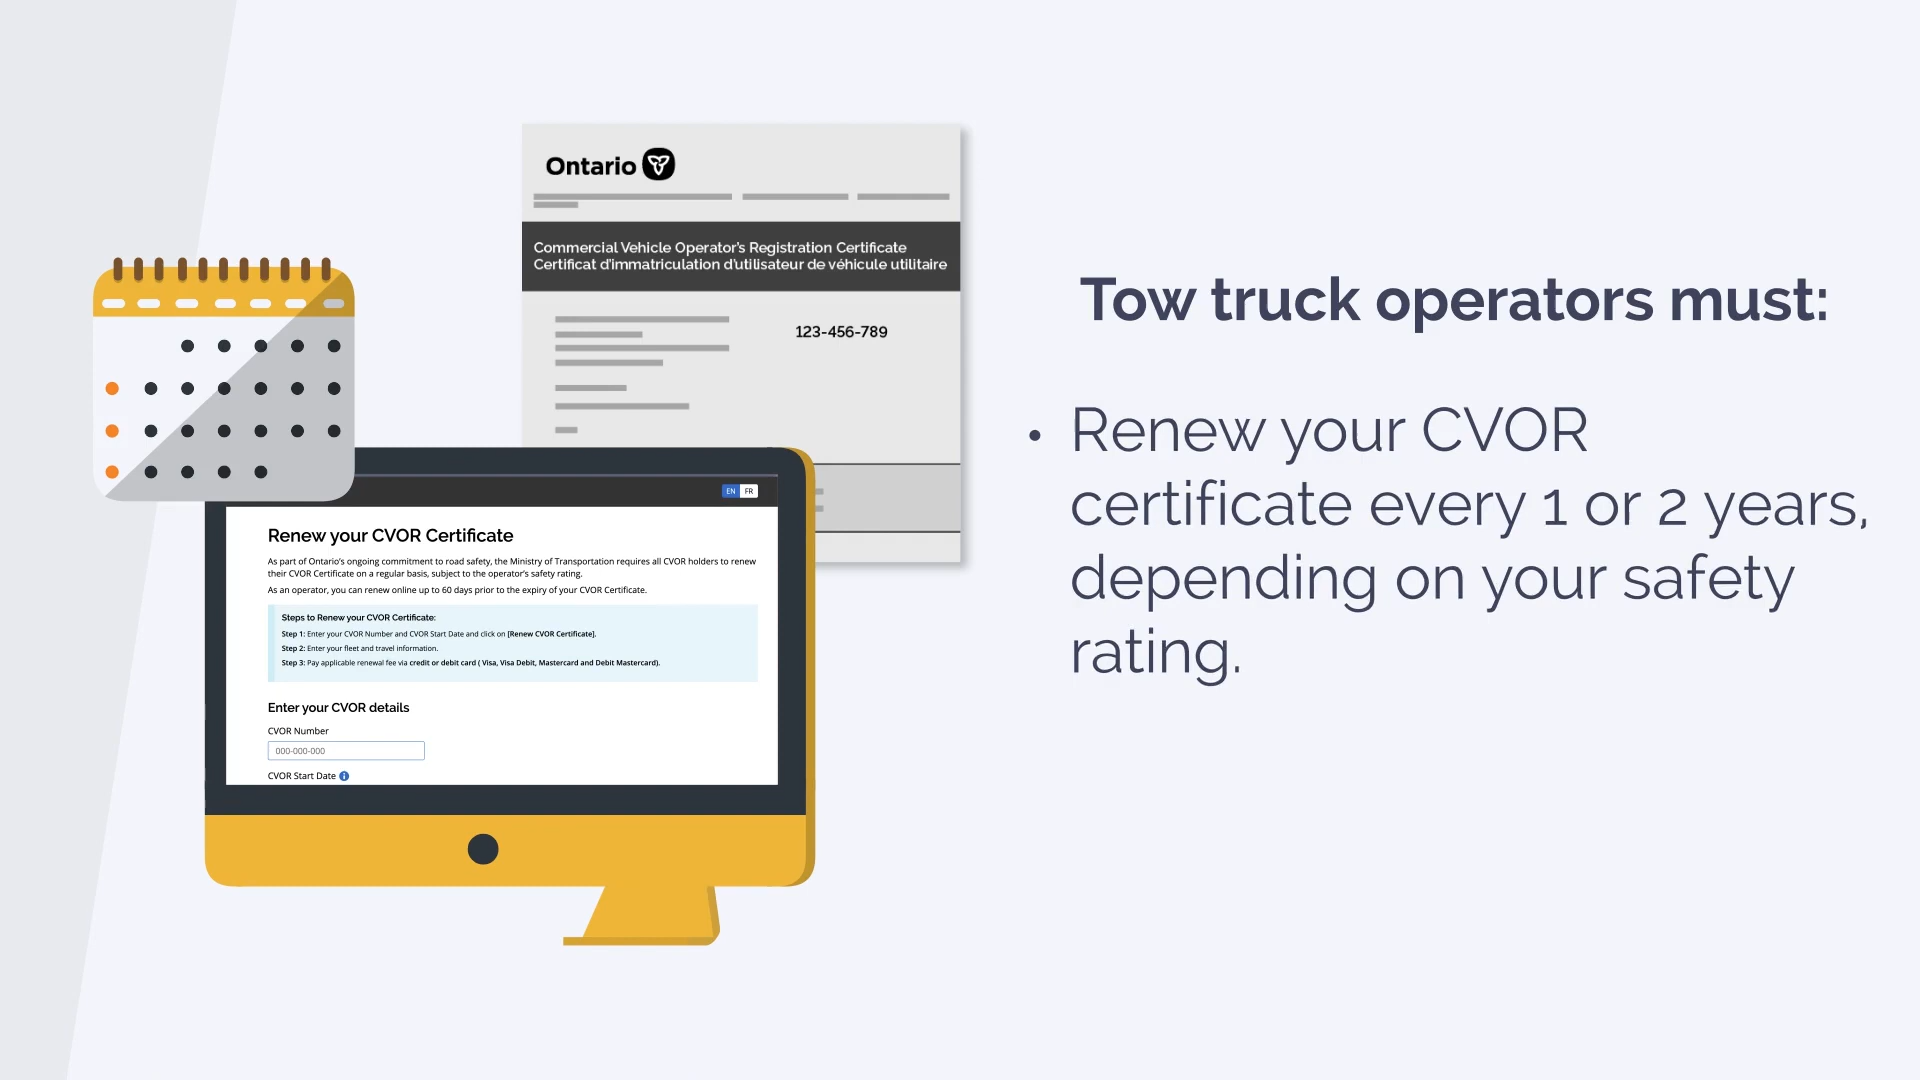 Ontario
Commercial Vehicle Operator's Registration Certificate
Certificat d'immatriculation d'utilisateur de véhicule utilitaire
123-456-789
EN FR
Renew your CVOR Certificate
As part of Ontario's ongoing commitment to road safety, the Ministry of Transportation requires all CVOR holders to renew
their CVOR Certificate on a regular basis, subject to the operator's safety rating.
As an operator, you can renew online up to 60 days prior to the expiry of your CVOR Certificate.
Steps to Renew your CVOR Certificate:
Step 1: Enter your CVOR Number and CVOR Start Date and click on [Renew CVOR Certificate].
Step 2: Enter your fleet and travel information.
Step 3: Pay applicable renewal fee via credit or debit card ( Visa, Visa Debit, Mastercard and Debit Mastercard).
Enter your CVOR details
CVOR Number
000-000-000
CVOR Start Date
Tow truck operators must:
• Renew your CVOR
certificate every 1 or 2 years,
depending on your safety
rating.